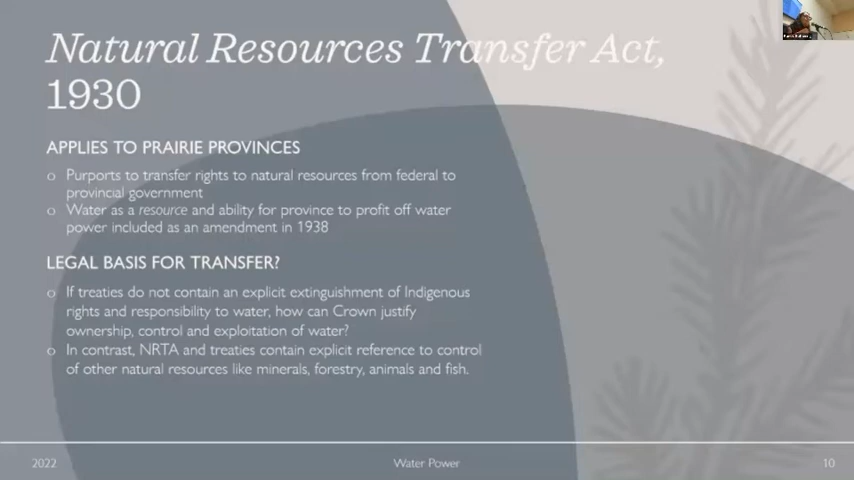 Natural Resources Transfer Act,
1930
APPLIES TO PRAIRIE PROVINCES
o Purports to transfer rights to natural resources from federal to
provincial government
o Water as a resource and ability for province to profit off water
power included as an amendment in 1938
LEGAL BASIS FOR TRANSFER?
o If treaties do not contain an explicit extinguishment of Indigenous
rights and responsibility to water, how can Crown justify
ownership, control and exploitation of water?
o In contrast, NRTA and treaties contain explicit reference to control
of other natural resources like minerals, forestry, animals and fish.
2022
Water Power
10